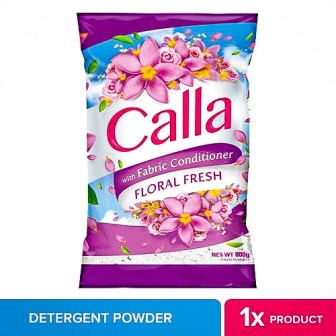 Calla
with Fabric Conditioner
FLORAL FRESH
NET WT 800g
DETERGENT POWDER
1x PRODUCT